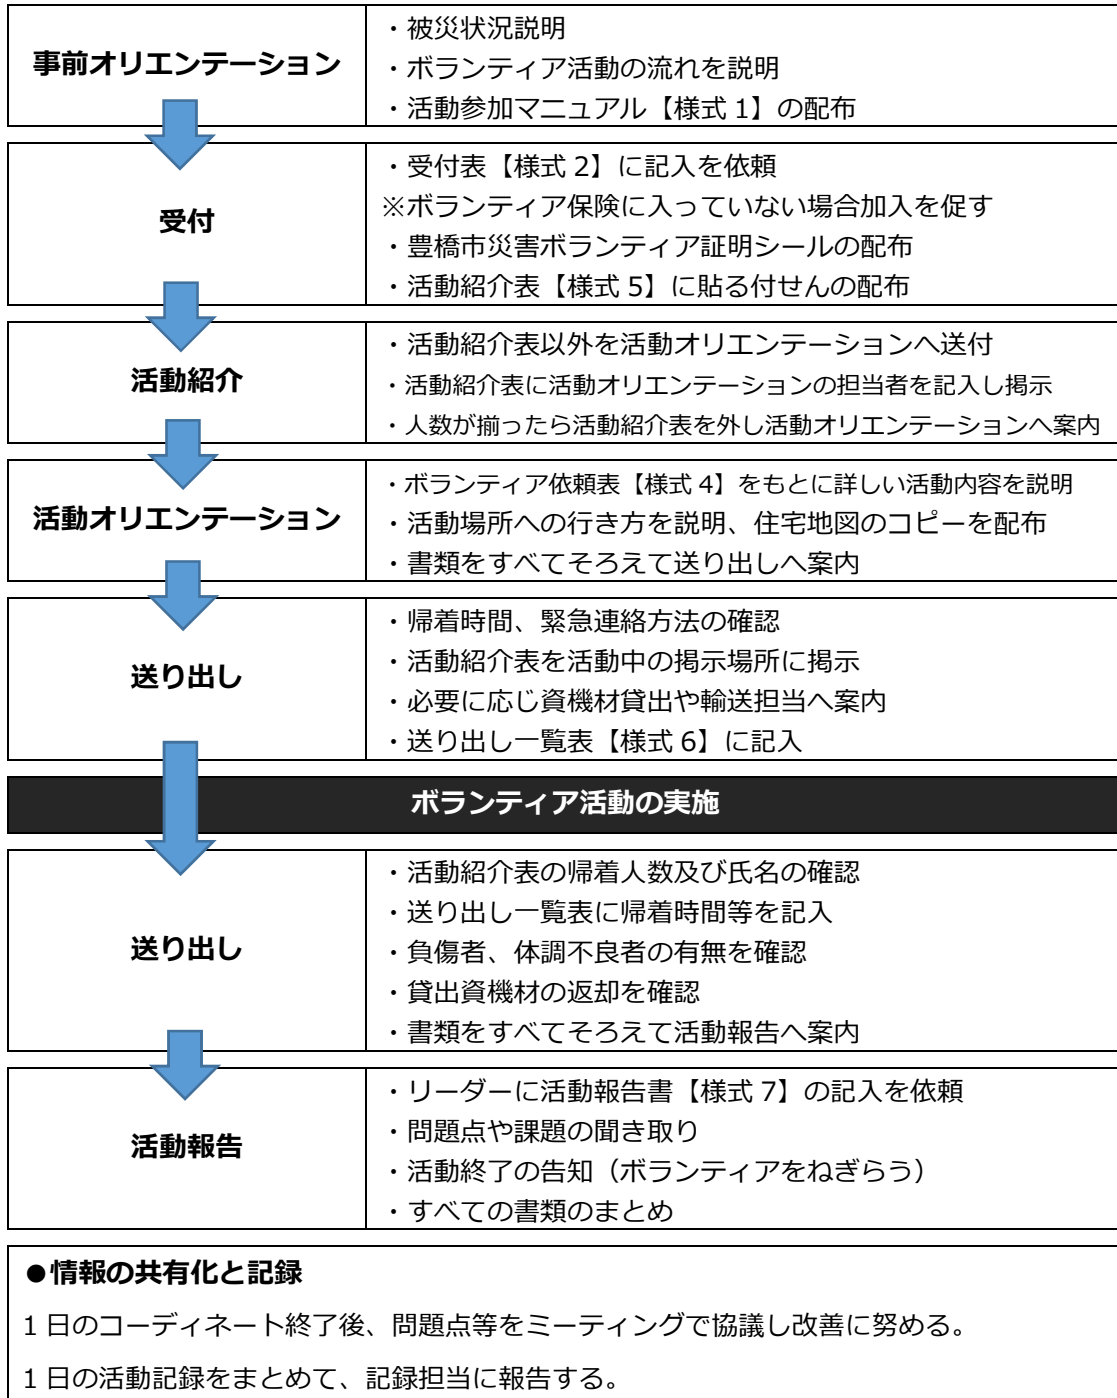 事前オリエンテーション
・被災状況説明
・ボランティア活動の流れを説明
・活動参加マニュアル【様式 1】の配布
受付
・受付表【様式 2】に記入を依頼
※ボランティア保険に入っていない場合加入を促す
・豊橋市災害ボランティア証明シールの配布
・活動紹介表【様式 5】に貼る付せんの配布
活動紹介
・活動紹介表以外を活動オリエンテーションへ送付
・活動紹介表に活動オリエンテーションの担当者を記入し掲示
・人数が揃ったら活動紹介表を外し活動オリエンテーションへ案内
活動オリエンテーション
・ボランティア依頼表【様式 4】をもとに詳しい活動内容を説明
・活動場所への行き方を説明、住宅地図のコピーを配布
・書類をすべてそろえて送り出しへ案内
送り出し
・帰着時間、緊急連絡方法の確認
・活動紹介表を活動中の掲示場所に掲示
・必要に応じ資機材貸出や輸送担当へ案内
・送り出し一覧表【様式 6】に記入
ボランティア活動の実施
送り出し
・活動紹介表の帰着人数及び氏名の確認
・送り出し一覧表に帰着時間等を記入
・負傷者、体調不良者の有無を確認
・貸出資機材の返却を確認
・書類をすべてそろえて活動報告へ案内
活動報告
・リーダーに活動報告書【様式 7】の記入を依頼
・問題点や課題の聞き取り
・活動終了の告知（ボランティアをねぎらう）
・すべての書類のまとめ
●情報の共有化と記録
1 日のコーディネート終了後、問題点等をミーティングで協議し改善に努める。
1 日の活動記録をまとめて、記録担当に報告する。